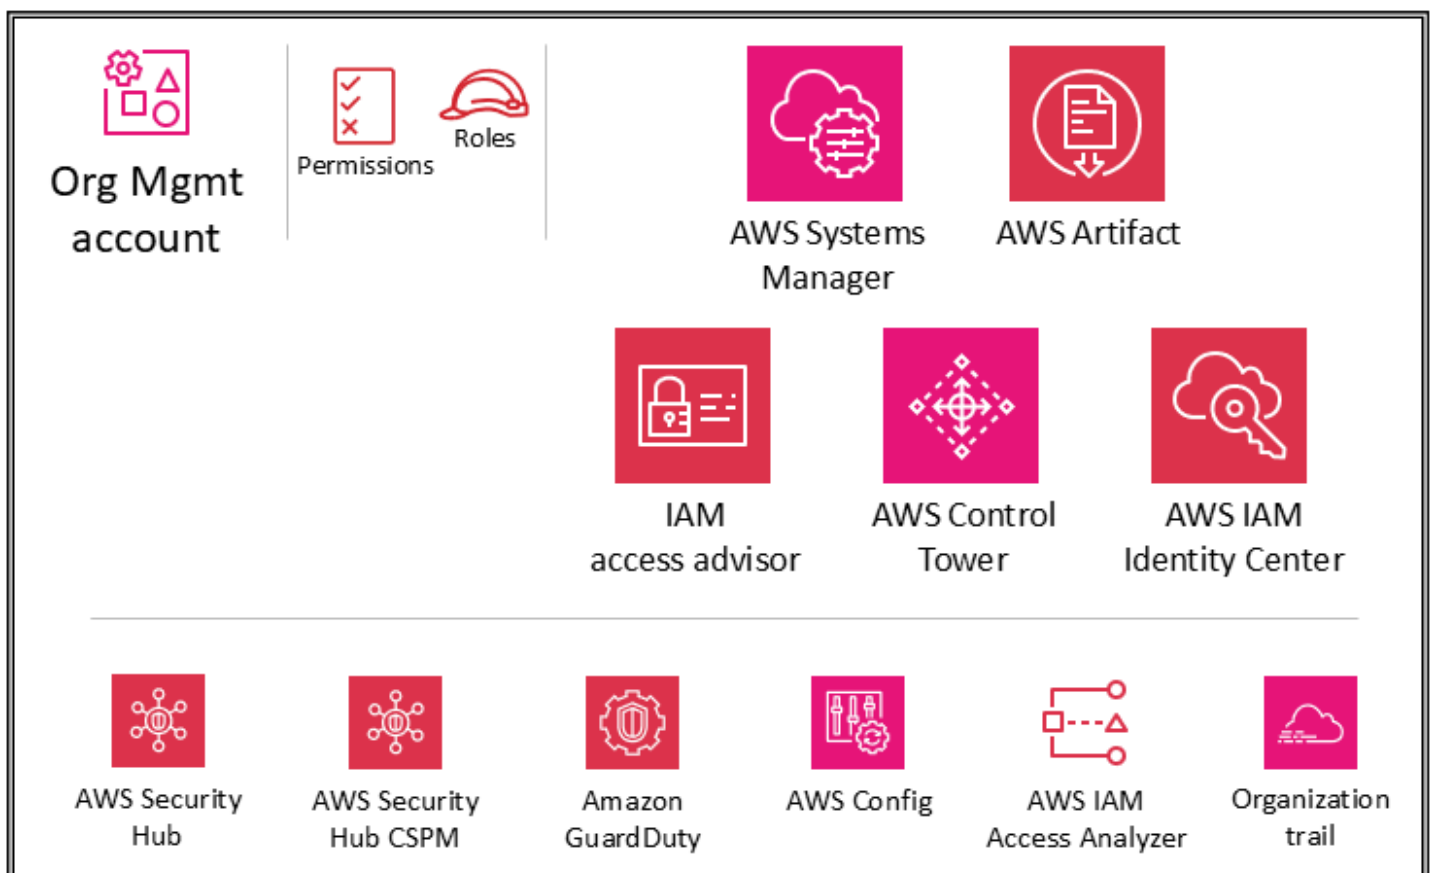 Org Mgmt
account
Permissions
Roles
AWS Systems
Manager
AWS Artifact
IAM
access advisor
AWS Control
Tower
AWS IAM
Identity Center
AWS Security
Hub
AWS Security
Hub CSPM
Amazon
GuardDuty
AWS Config
AWS IAM
Access Analyzer
Organization
trail